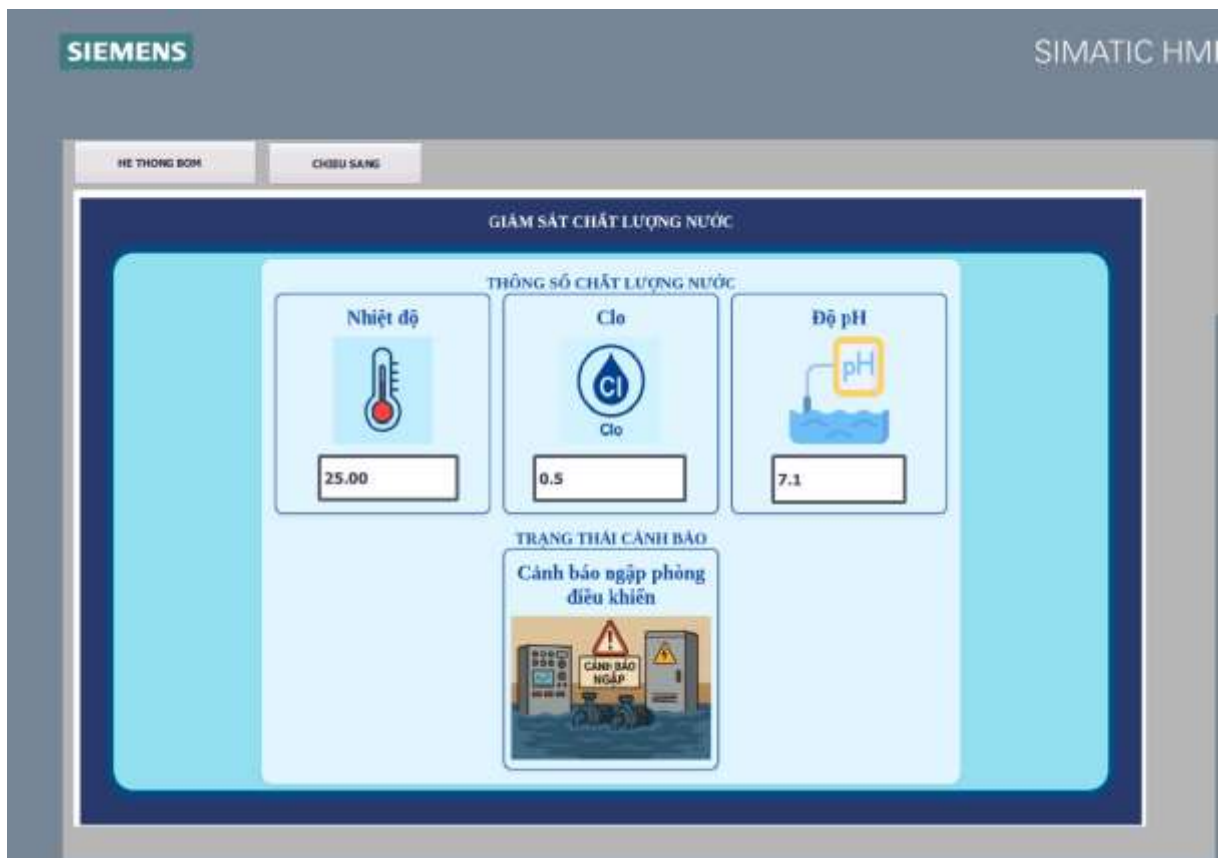 SIEMENS
SIMATIC HMI
HE THONG BOM
CHIEU SANG
GIÁM SÁT CHẤT LƯỢNG NƯỚC
THÔNG SỐ CHẤT LƯỢNG NƯỚC
Nhiệt độ
Clo
Độ pH
Cl
pH
Clo
25.00
0.5
7.1
TRẠNG THÁI CẢNH BÁO
Cảnh báo ngập phòng
điều khiển
CẢNH BÁO
NGẬP